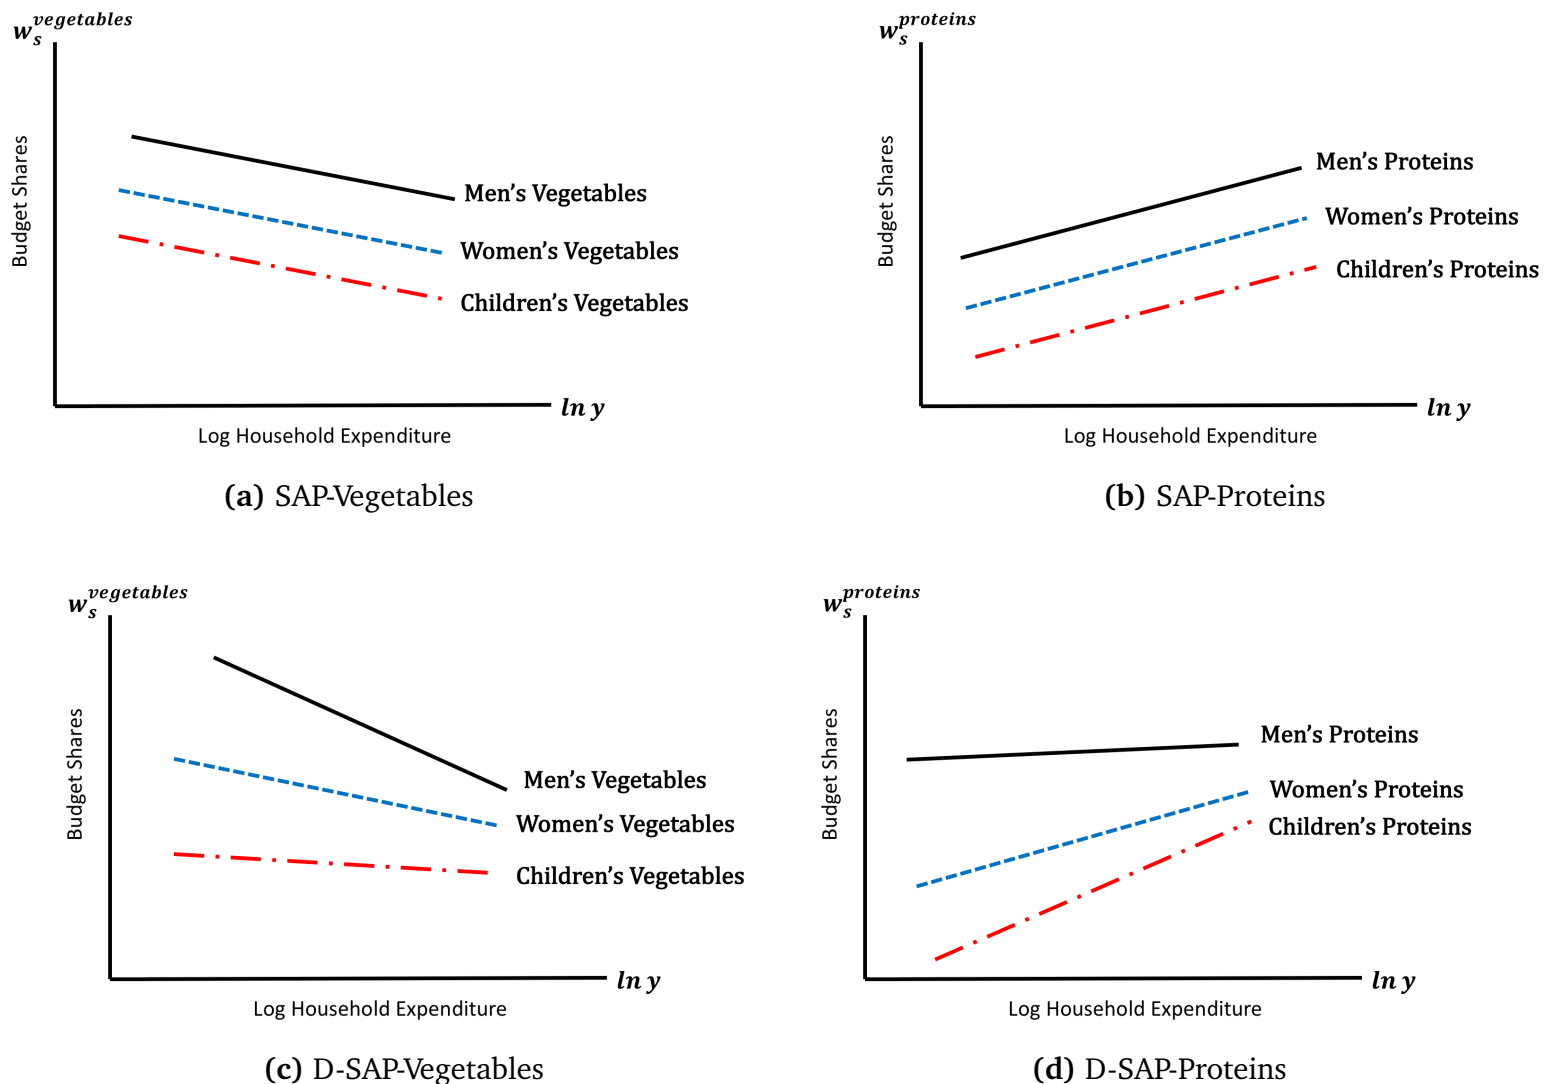 w_s^vegetables
Budget Shares
Men's Vegetables
Women's Vegetables
Children's Vegetables
ln y
Log Household Expenditure
(a) SAP-Vegetables
w_s^proteins
Budget Shares
Men's Proteins
Women's Proteins
Children's Proteins
ln y
Log Household Expenditure
(b) SAP-Proteins
w_s^vegetables
Budget Shares
Men's Vegetables
Women's Vegetables
Children's Vegetables
ln y
Log Household Expenditure
(c) D-SAP-Vegetables
w_s^proteins
Budget Shares
Men's Proteins
Women's Proteins
Children's Proteins
ln y
Log Household Expenditure
(d) D-SAP-Proteins